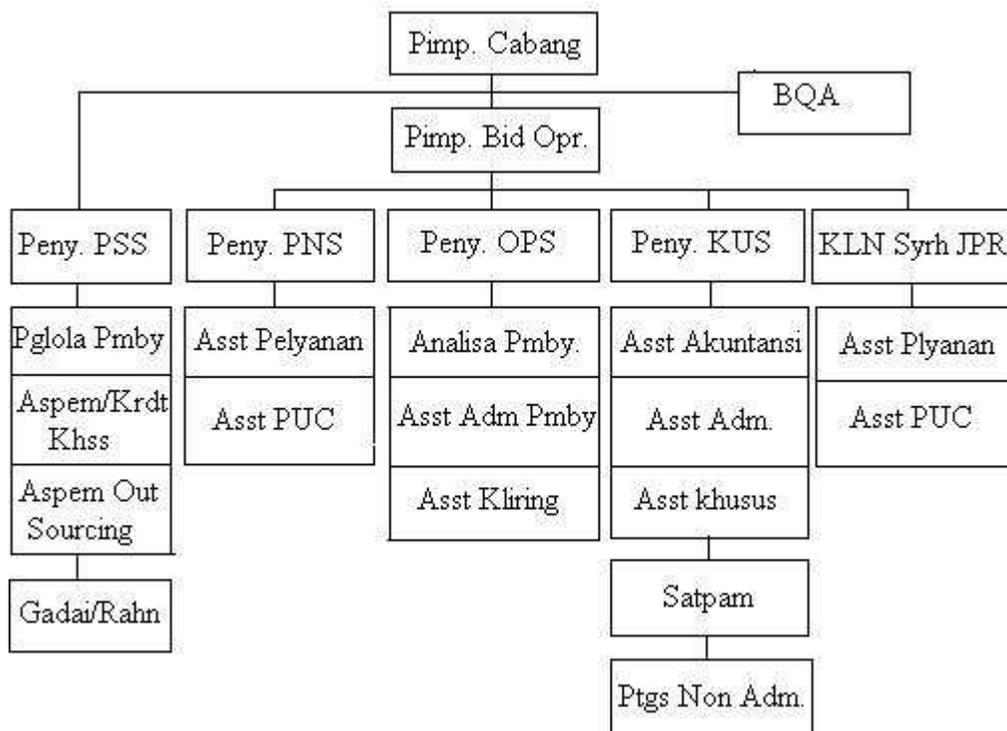 Pimp. Cabang
BQA
Pimp. Bid Opr.
Peny. PSS
Peny. PNS
Peny. OPS
Peny. KUS
KLN Syrh JPR
Pglola Pmby
Asst Pelyanan
Analisa Pmby.
Asst Akuntansi
Asst Plyanan
Aspem/Krdt
Khss
Asst PUC
Asst Adm Pmby
Asst Adm.
Asst PUC
Aspem Out
Sourcing
Asst Kliring
Asst khusus
Gadai/Rahn
Satpam
Ptgs Non Adm.